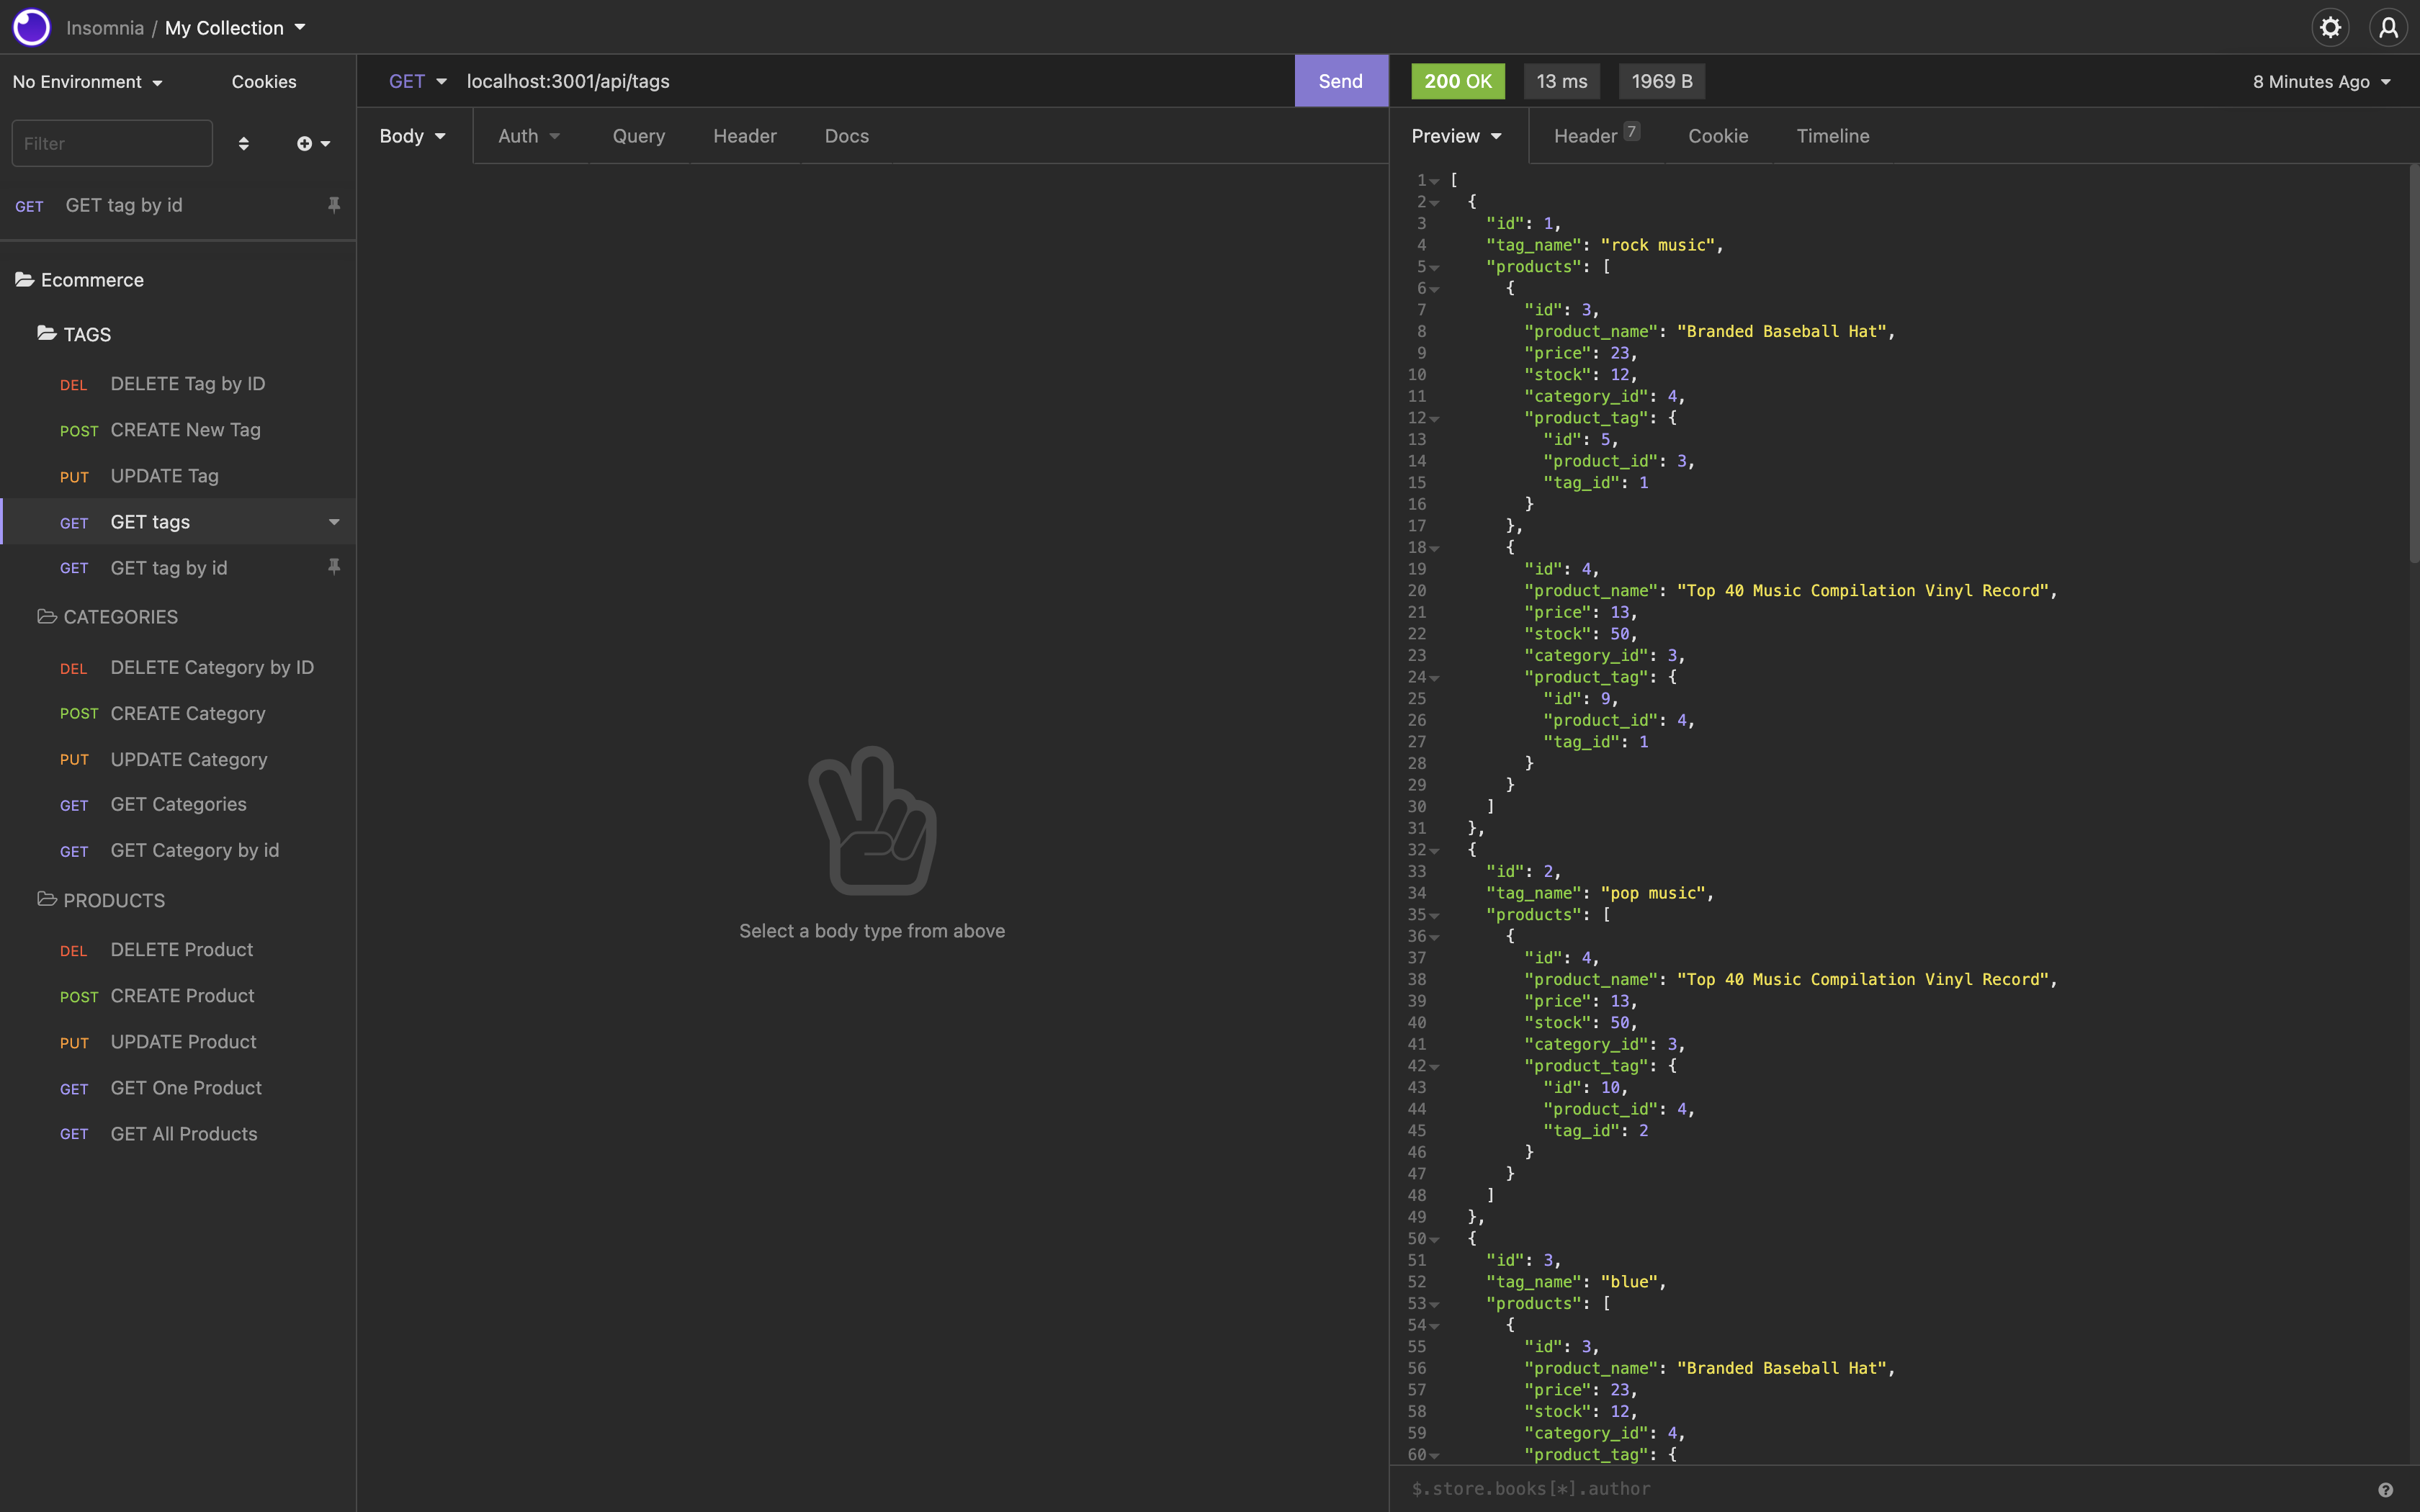 Insomnia / My Collection
No Environment
Cookies
Filter
GET GET tag by id
Ecommerce
TAGS
DEL DELETE Tag by ID
POST CREATE New Tag
PUT UPDATE Tag
GET GET tags
GET GET tag by id
CATEGORIES
DEL DELETE Category by ID
POST CREATE Category
PUT UPDATE Category
GET GET Categories
GET GET Category by id
PRODUCTS
DEL DELETE Product
POST CREATE Product
PUT UPDATE Product
GET GET One Product
GET GET All Products
GET localhost:3001/api/tags Send
Body Auth Query Header Docs
Select a body type from above
200 OK 13 ms 1969 B 8 Minutes Ago
Preview Header 7 Cookie Timeline
1 [
2 {
3 "id": 1,
4 "tag_name": "rock music",
5 "products": [
6 {
7 "id": 3,
8 "product_name": "Branded Baseball Hat",
9 "price": 23,
10 "stock": 12,
11 "category_id": 4,
12 "product_tag": {
13 "id": 5,
14 "product_id": 3,
15 "tag_id": 1
16 }
17 },
18 {
19 "id": 4,
20 "product_name": "Top 40 Music Compilation Vinyl Record",
21 "price": 13,
22 "stock": 50,
23 "category_id": 3,
24 "product_tag": {
25 "id": 9,
26 "product_id": 4,
27 "tag_id": 1
28 }
29 }
30 ]
31 },
32 {
33 "id": 2,
34 "tag_name": "pop music",
35 "products": [
36 {
37 "id": 4,
38 "product_name": "Top 40 Music Compilation Vinyl Record",
39 "price": 13,
40 "stock": 50,
41 "category_id": 3,
42 "product_tag": {
43 "id": 10,
44 "product_id": 4,
45 "tag_id": 2
46 }
47 }
48 ]
49 },
50 {
51 "id": 3,
52 "tag_name": "blue",
53 "products": [
54 {
55 "id": 3,
56 "product_name": "Branded Baseball Hat",
57 "price": 23,
58 "stock": 12,
59 "category_id": 4,
60 "product_tag": {
$.store.books[*].author